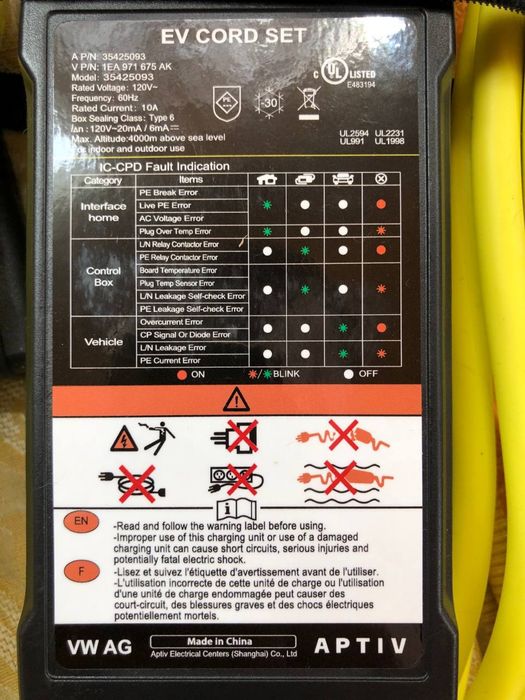 EV CORD SET
A P/N: 35425093
V P/N: 1EA 971 675 AK
Model: 35425093
Rated Voltage: 120V~
Frequency: 60Hz
Rated Current: 10A
Box Sealing Class: Type 6
I∆n : 120V~20mA / 6mA
Max. Altitude:4000m above sea level
For indoor and outdoor use
PE
-30
C UL US LISTED
E483194
UL2594 UL2231
UL991 UL1998
IC-CPD Fault Indication
Category Items
Interface home
PE Break Error
Live PE Error
AC Voltage Error
Plug Over Temp Error
Control Box
L/N Relay Contactor Error
PE Relay Contactor Error
Board Temperature Error
Plug Temp Sensor Error
L/N Leakage Self-check Error
PE Leakage Self-check Error
Vehicle
Overcurrent Error
CP Signal Or Diode Error
L/N Leakage Error
PE Current Error
ON */* BLINK OFF
EN
-Read and follow the warning label before using.
-Improper use of this charging unit or use of a damaged
charging unit can cause short circuits, serious injuries and
potentially fatal electric shock.
F
-Lisez et suivez l'étiquette d'avertissement avant de l'utiliser.
-L'utilisation incorrecte de cette unité de charge ou l'utilisation
d'une unité de charge endommagée peut causer des
court-circuit, des blessures graves et des chocs électriques
potentiellement mortels.
VW AG
Made in China
Aptiv Electrical Centers (Shanghai) Co., Ltd
APTIV